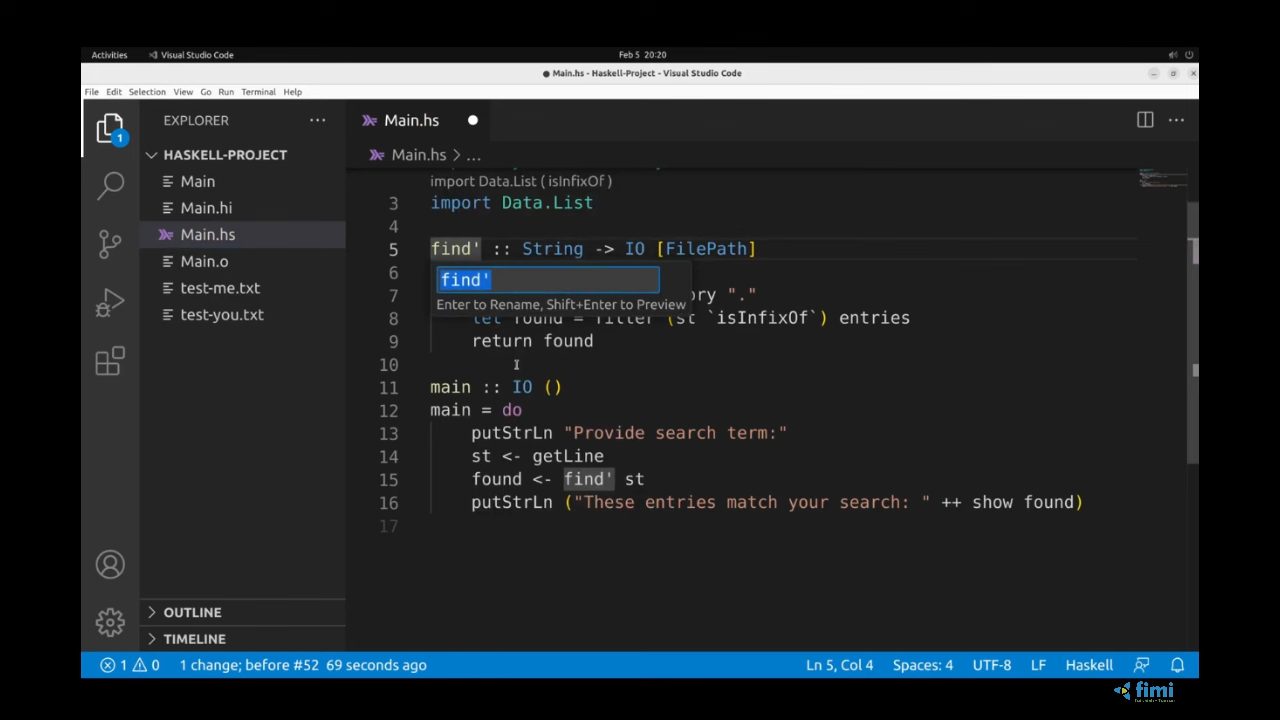 Activities
Visual Studio Code
Feb 5 20:20
● Main.hs - Haskell-Project - Visual Studio Code
File Edit Selection View Go Run Terminal Help
1
EXPLORER
HASKELL-PROJECT
Main
Main.hi
Main.hs
Main.o
test-me.txt
test-you.txt
OUTLINE
TIMELINE
Main.hs
Main.hs > ...
import Data.List ( isInfixOf )
3 import Data.List
4
5 find' :: String -> IO [FilePath]
6
find'
Enter to Rename, Shift+Enter to Preview
7 "."
8 let found = filter (st `isInfixOf`) entries
9 return found
10
11 main :: IO ()
12 main = do
13 putStrLn "Provide search term:"
14 st <- getLine
15 found <- find' st
16 putStrLn ("These entries match your search: " ++ show found)
17
1 0 1 change; before #52 69 seconds ago
Ln 5, Col 4 Spaces: 4 UTF-8 LF Haskell
fimi